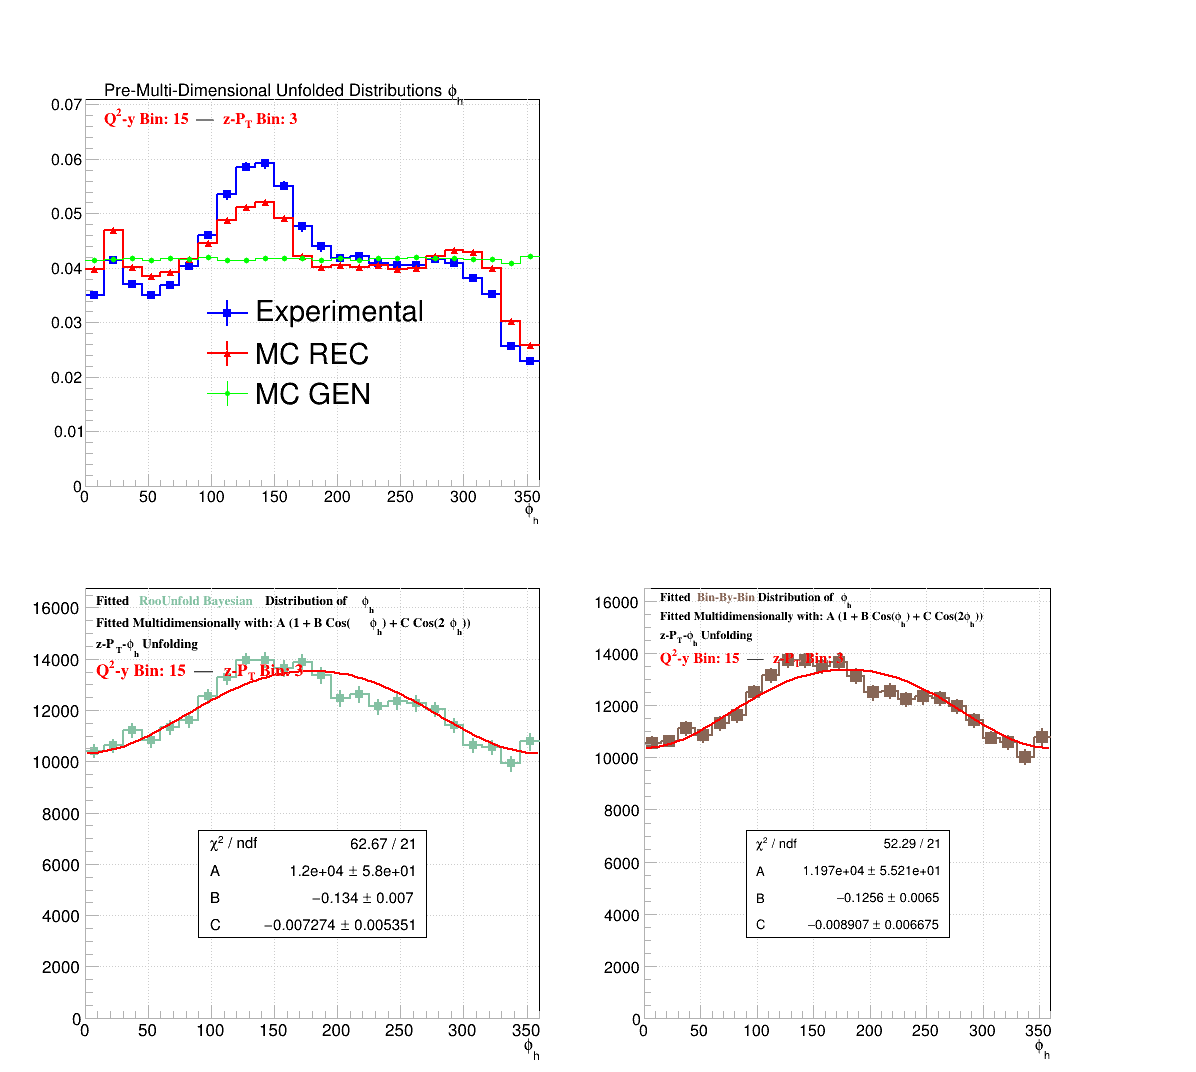 Pre-Multi-Dimensional Unfolded Distributions ϕh
Q²-y Bin: 15 — z-PT Bin: 3
0.07
0.06
0.05
0.04
0.03
0.02
0.01
0
Experimental
MC REC
MC GEN
0 50 100 150 200 250 300 350
ϕh
Fitted RooUnfold Bayesian Distribution of ϕh
Fitted Multidimensionally with: A (1 + B Cos( ϕh) + C Cos(2 ϕh))
z-PT-ϕh Unfolding
Q²-y Bin: 15 — z-PT Bin: 3
16000
14000
12000
10000
8000
6000
4000
2000
0
χ² / ndf 62.67 / 21
A 1.2e+04 ± 5.8e+01
B −0.134 ± 0.007
C −0.007274 ± 0.005351
0 50 100 150 200 250 300 350
ϕh
Fitted Bin-By-Bin Distribution of ϕh
Fitted Multidimensionally with: A (1 + B Cos(ϕh) + C Cos(2ϕh))
z-PT-ϕh Unfolding
Q²-y Bin: 15 — z-PT Bin: 3
16000
14000
12000
10000
8000
6000
4000
2000
0
χ² / ndf 52.29 / 21
A 1.197e+04 ± 5.521e+01
B −0.1256 ± 0.0065
C −0.008907 ± 0.006675
0 50 100 150 200 250 300 350
ϕh